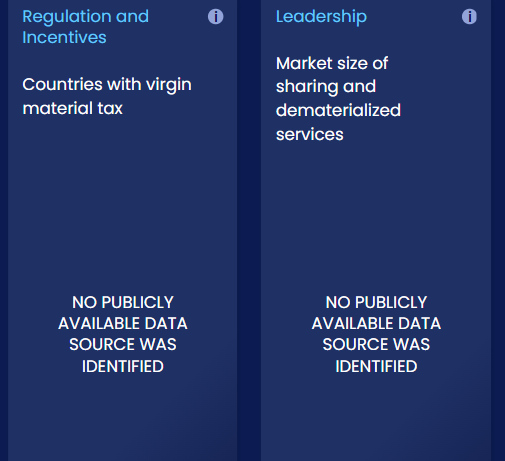 Regulation and
Incentives
Countries with virgin
material tax
NO PUBLICLY
AVAILABLE DATA
SOURCE WAS
IDENTIFIED
Leadership
Market size of
sharing and
dematerialized
services
NO PUBLICLY
AVAILABLE DATA
SOURCE WAS
IDENTIFIED